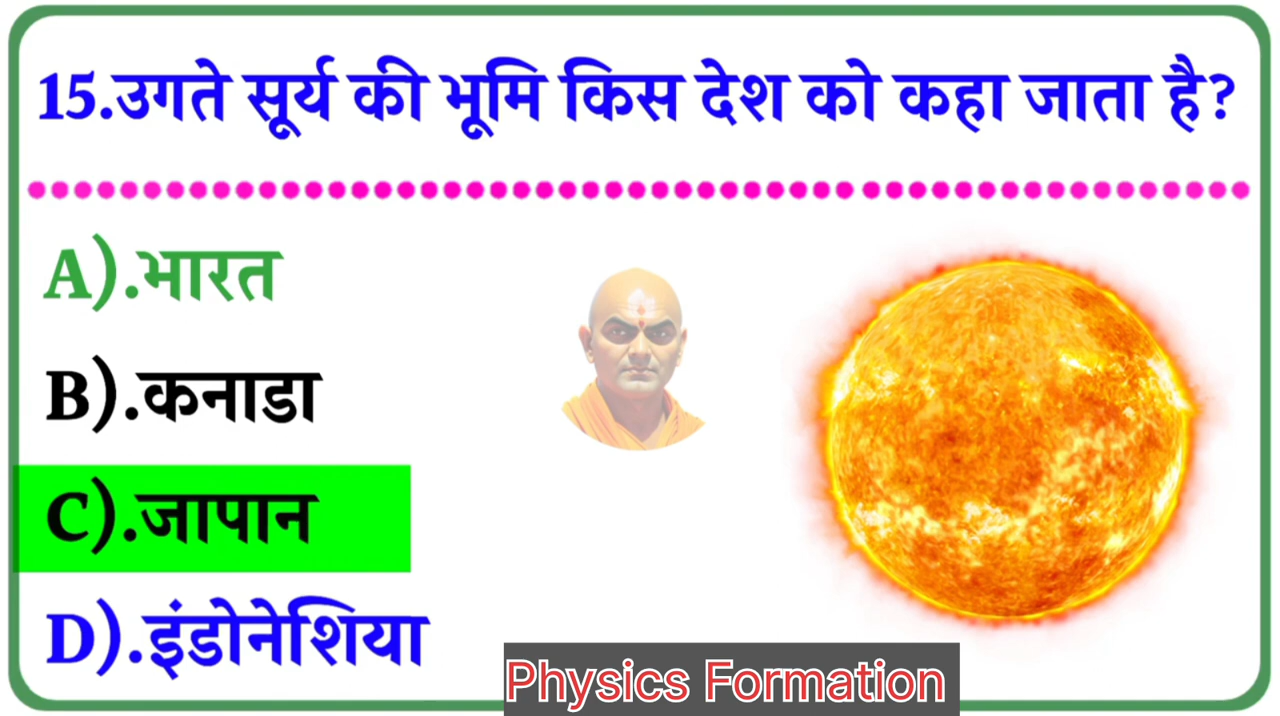 15.उगते सूर्य की भूमि किस देश को कहा जाता है?
A).भारत
B).कनाडा
C).जापान
D).इंडोनेशिया
Physics Formation